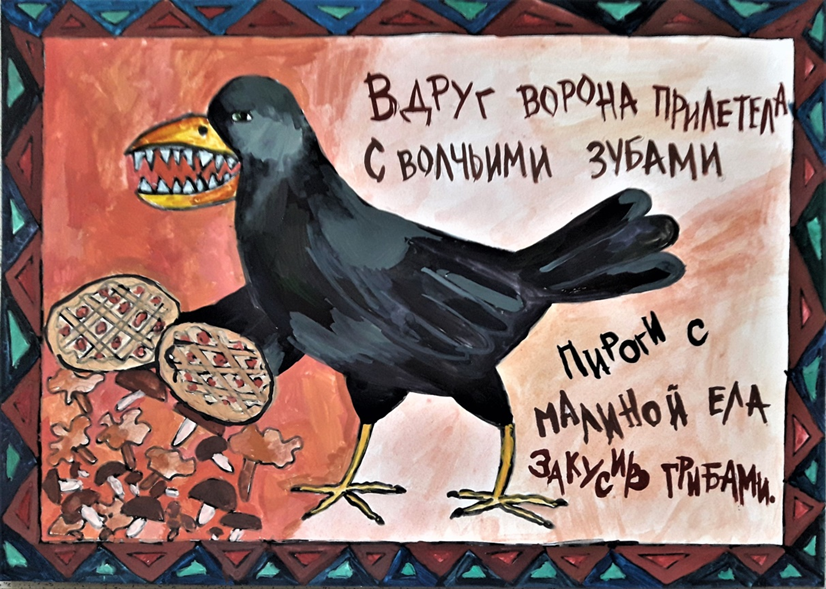 Вдруг ворона прилетела
с волчьими зубами
пироги с
малиной ела
закусив грибами.